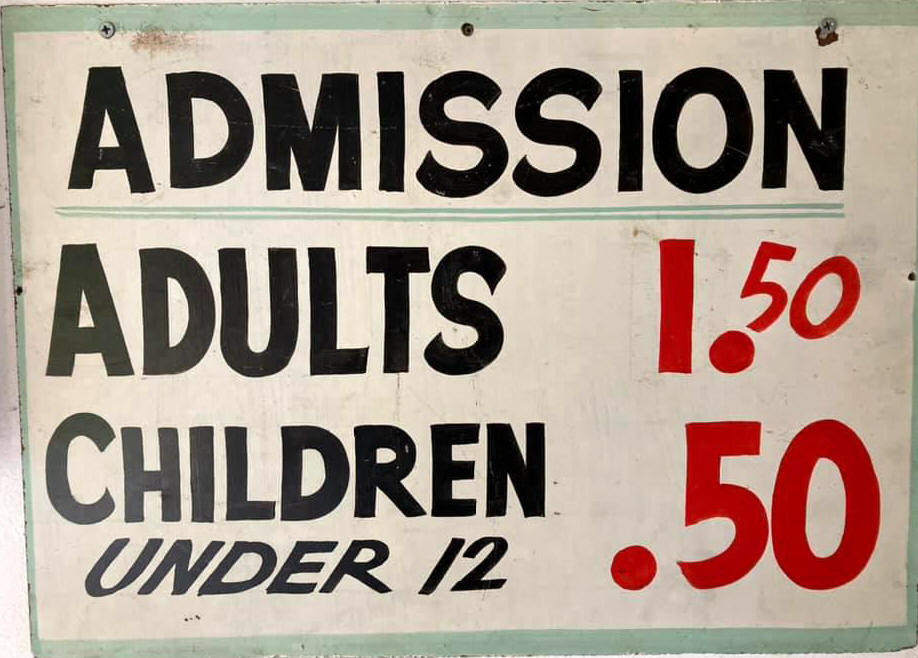 ADMISSION
ADULTS 1.50
CHILDREN .50
UNDER 12